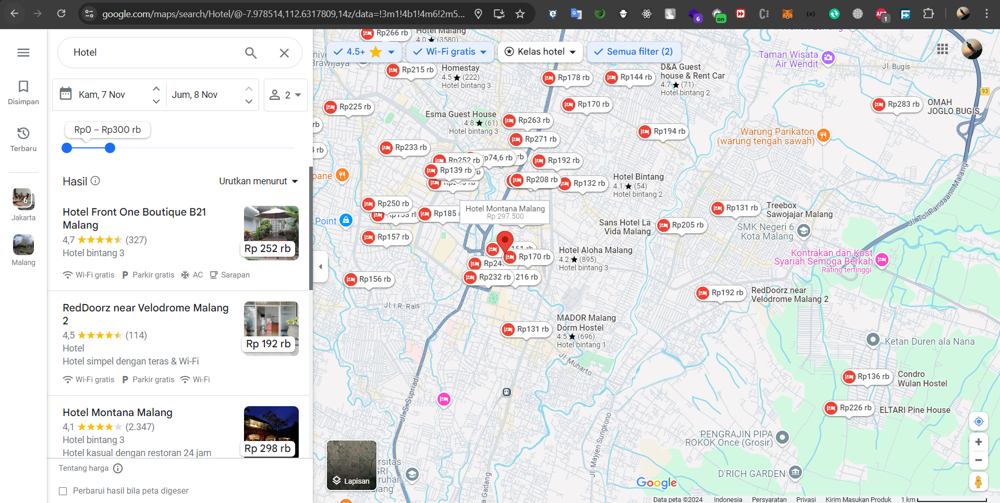 google.com/maps/search/Hotel/@-7.978514,112.6317809,14z/data=!3m1!4b1!4m6!2m5...
6
on
1
Hotel
Disimpan
Terbaru
6
Jakarta
Malang
Kam, 7 Nov
Jum, 8 Nov
2
Rp0 – Rp300 rb
Hasil
Urutkan menurut
Hotel Front One Boutique B21
Malang
4,7 (327)
Hotel bintang 3
Rp 252 rb
Wi-Fi gratis
Parkir gratis
AC
Sarapan
RedDoorz near Velodrome Malang
2
4,5 (114)
Hotel
Hotel simpel dengan teras & Wi-Fi
Rp 192 rb
Wi-Fi gratis
Parkir gratis
Wi-Fi
Hotel Montana Malang
4,1 (2.347)
Hotel bintang 3
Hotel kasual dengan restoran 24 jam
Rp 298 rb
Tentang harga
Perbarui hasil bila peta digeser
4.5+
Wi-Fi gratis
Kelas hotel
Semua filter (2)
Rp266 rb
Hotel Malang
4.0 (3580)
Rp215 rb
Homestay
4.5 (222)
Hotel bintang 3
Rp178 rb
Rp144 rb
D&A Guest
house & Rent Car
4.7 (71)
Hotel bintang 2
Taman Wisata
Air Wendit
Jl. Bugis
93
Rp225 rb
Rp170 rb
Rp283 rb
OMAH
JOGLO BUGIS
Esma Guest House
4.8 (61)
Hotel bintang 3
Rp263 rb
rb
Rp194 rb
Warung Parikaton
(warung tengah sawah)
Rp271 rb
Rp233 rb
rb
Rp252 rb
p74,6 rb
rb
Rp192 rb
Rp139 rb
Rp208 rb
Rp132 rb
Hotel Bintang
4.1 (54)
Hotel bintang 2
Jl. Tol Pandaan-Malang
Rp250 rb
Rp185
Hotel Montana Malang
Rp 297.500
Rp131 rb
Treebox
Sawojajar Malang
Point
Rp157 rb
Sans Hotel La
Vida Malang
Rp205 rb
SMK Negeri 6
Kota Malang
Rp170 rb
Hotel Aloha Malang
4.2 (895)
Hotel bintang 3
Kontrakan dan Kost
Syariah Semoga Berkah
Rating tertinggi
Rp156 rb
Rp232 rb
216 rb
Rp192 rb
RedDoorz near
Velodrome Malang 2
Jl. I.R. Rais
Rp131 rb
MADOR Malang
Dorm Hostel
4.5 (696)
Hotel bintang 1
Ketan Duren ala Nana
Jl. Muharto
Jl. S. Supriadi
Rp136 rb
Condro
Wulan Hostel
Rp226 rb
ELTARI Pine House
Jl. Mayjen Sungkono
PENGRAJIN PIPA
ROKOK Once (Grosir)
D'RICH GARDEN
Lapisan
Google
Data peta ©2024
Indonesia
Persyaratan
Privasi
Kirim Masukan Produk
1 km